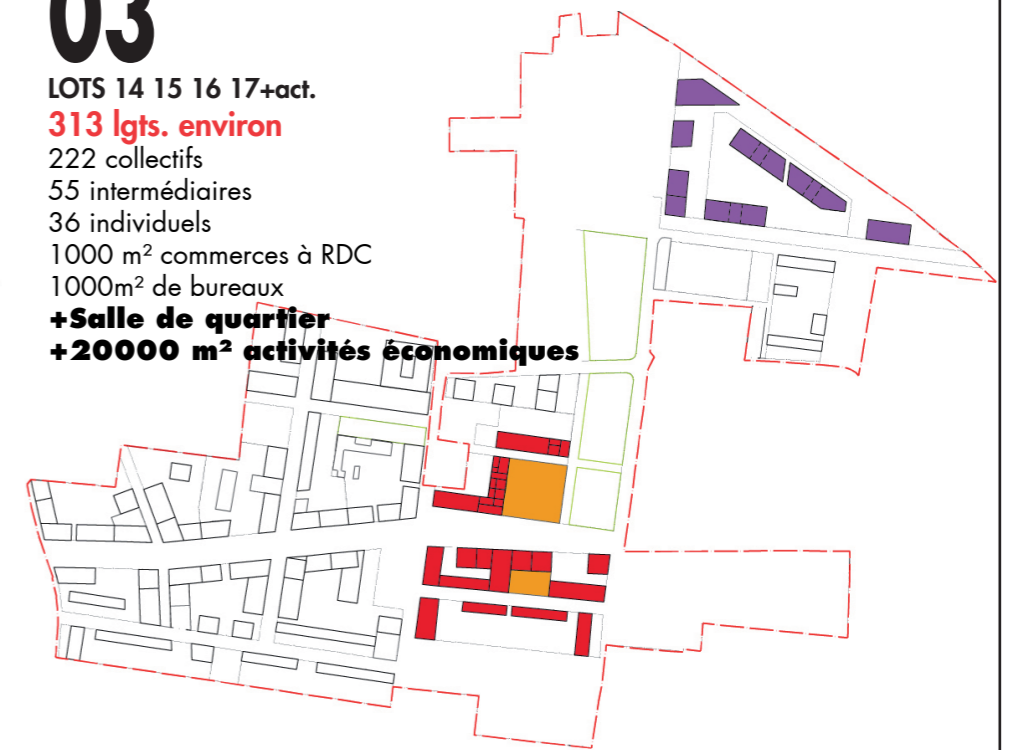 03
LOTS 14 15 16 17+act.
313 lgts. environ
222 collectifs
55 intermédiaires
36 individuels
1000 m² commerces à RDC
1000m² de bureaux
+Salle de quartier
+20000 m² activités économiques